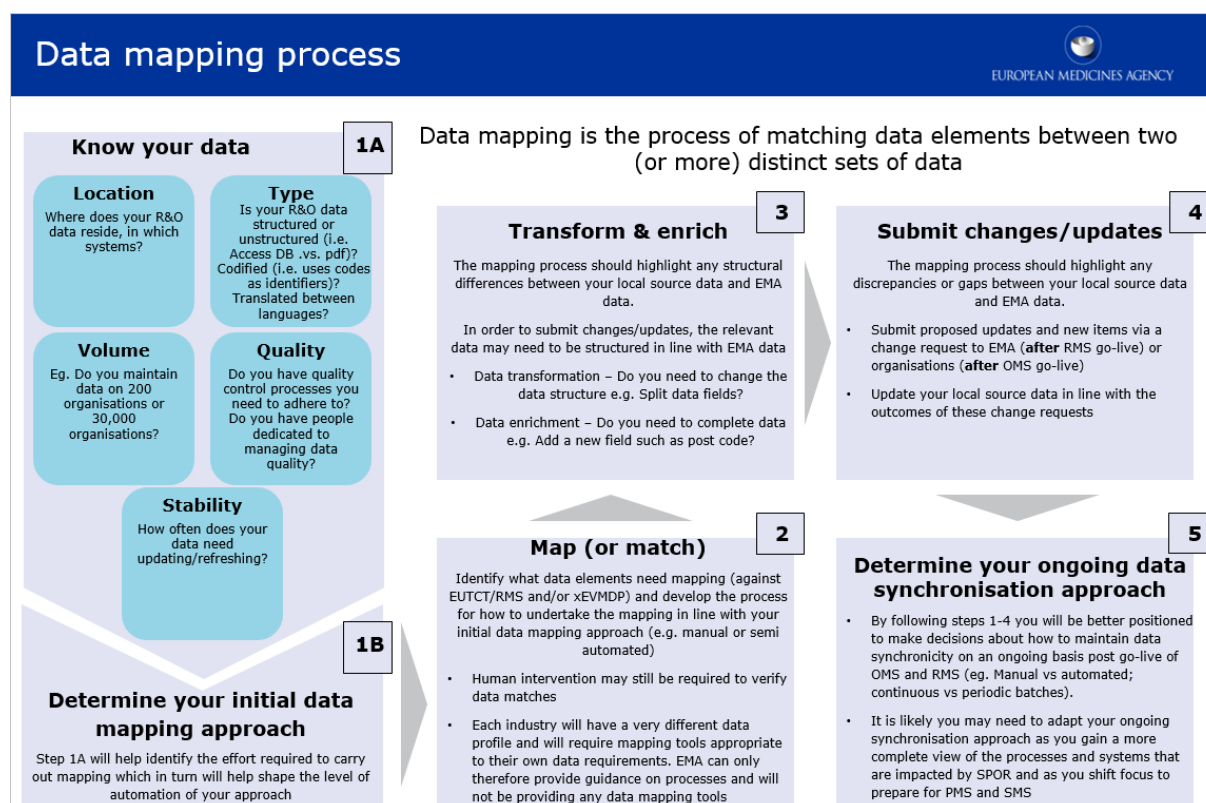 Data mapping process
EUROPEAN MEDICINES AGENCY
Know your data
1A
Location
Where does your R&O
data reside, in which
systems?
Type
Is your R&O data
structured or
unstructured (i.e.
Access DB .vs. pdf)?
Codified (i.e. uses codes
as identifiers)?
Translated between
languages?
Volume
Eg. Do you maintain
data on 200
organisations or
30,000
organisations?
Quality
Do you have quality
control processes you
need to adhere to?
Do you have people
dedicated to
managing data
quality?
Stability
How often does your
data need
updating/refreshing?
1B
Determine your initial data
mapping approach
Step 1A will help identify the effort required to carry
out mapping which in turn will help shape the level of
automation of your approach
Data mapping is the process of matching data elements between two
(or more) distinct sets of data
2
Map (or match)
Identify what data elements need mapping (against
EUTCT/RMS and/or xEVMDP) and develop the process
for how to undertake the mapping in line with your
initial data mapping approach (e.g. manual or semi
automated)
• Human intervention may still be required to verify
data matches
• Each industry will have a very different data
profile and will require mapping tools appropriate
to their own data requirements. EMA can only
therefore provide guidance on processes and will
not be providing any data mapping tools
3
Transform & enrich
The mapping process should highlight any structural
differences between your local source data and EMA
data.
In order to submit changes/updates, the relevant
data may need to be structured in line with EMA data
• Data transformation – Do you need to change the
data structure e.g. Split data fields?
• Data enrichment – Do you need to complete data
e.g. Add a new field such as post code?
4
Submit changes/updates
The mapping process should highlight any
discrepancies or gaps between your local source data
and EMA data.
• Submit proposed updates and new items via a
change request to EMA (after RMS go-live) or
organisations (after OMS go-live)
• Update your local source data in line with the
outcomes of these change requests
5
Determine your ongoing data
synchronisation approach
• By following steps 1-4 you will be better positioned
to make decisions about how to maintain data
synchronicity on an ongoing basis post go-live of
OMS and RMS (eg. Manual vs automated;
continuous vs periodic batches).
• It is likely you may need to adapt your ongoing
synchronisation approach as you gain a more
complete view of the processes and systems that
are impacted by SPOR and as you shift focus to
prepare for PMS and SMS